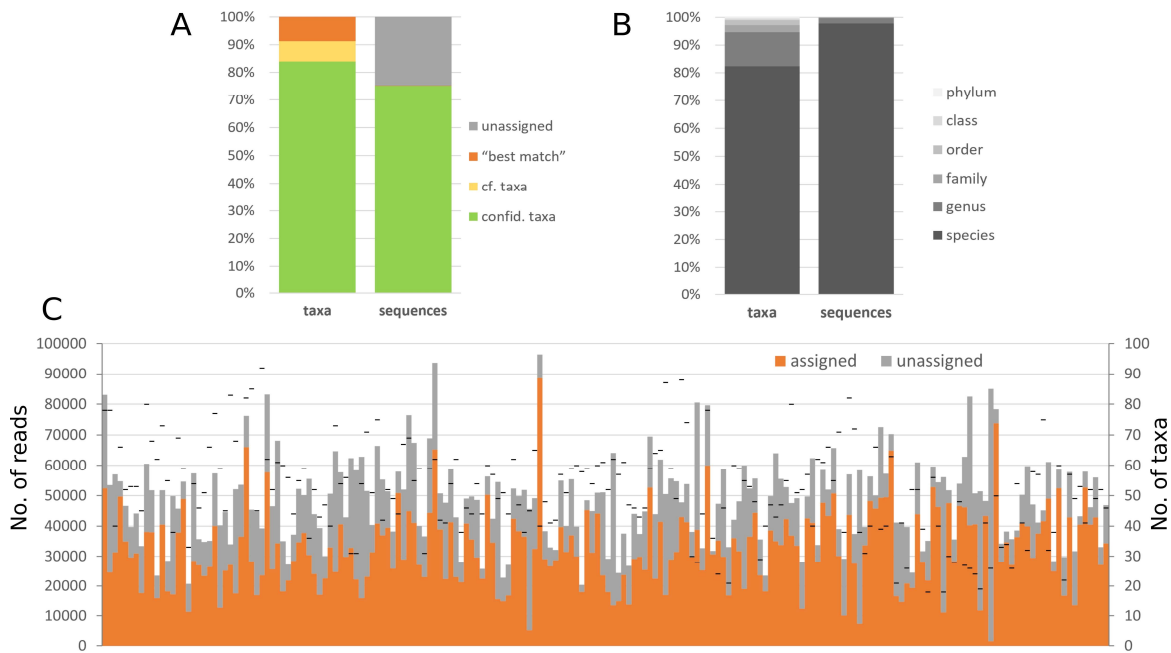 A
100%
90%
80%
70%
60%
50%
40%
30%
20%
10%
0%
taxa sequences
unassigned
“best match”
cf. taxa
confid. taxa
B
100%
90%
80%
70%
60%
50%
40%
30%
20%
10%
0%
taxa sequences
phylum
class
order
family
genus
species
C
No. of reads
100000
90000
80000
70000
60000
50000
40000
30000
20000
10000
0
assigned unassigned
100
90
80
70
60
50
40
30
20
10
0
No. of taxa